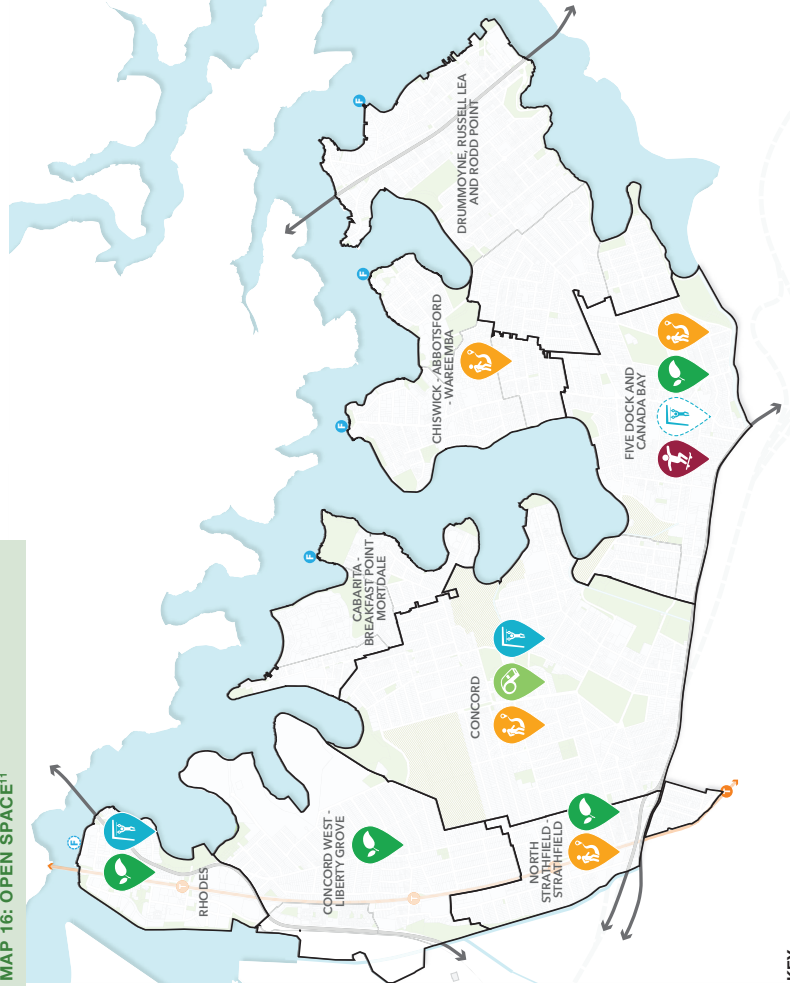 MAP 16: OPEN SPACE¹¹
RHODES
CONCORD WEST -
LIBERTY GROVE
NORTH
STRATHFIELD -
STRATHFIELD
CONCORD
CABARITA -
BREAKFAST POINT -
MORTDALE
CHISWICK - ABBOTSFORD
- WAREEMBA
FIVE DOCK AND
CANADA BAY
DRUMMOYNE, RUSSELL LEA
AND RODD POINT
F
F
F
F
F
T
T
T
KEY